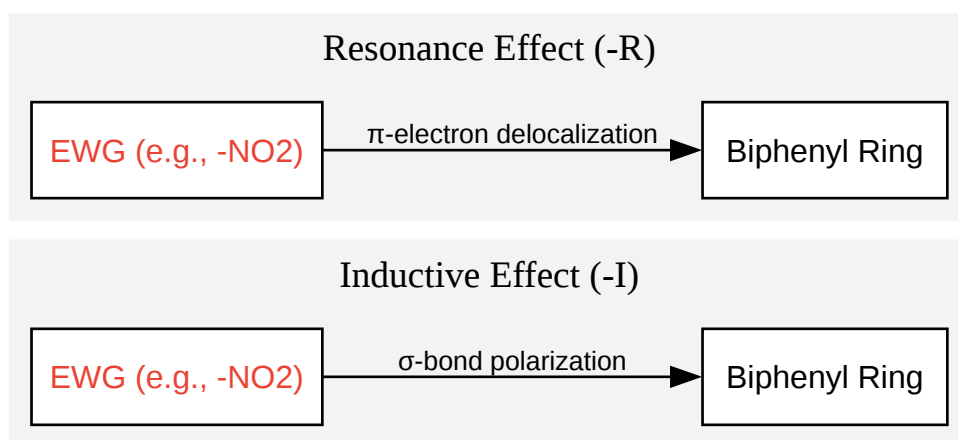 Resonance Effect (-R)
EWG (e.g., -NO2)
π-electron delocalization
Biphenyl Ring
Inductive Effect (-I)
EWG (e.g., -NO2)
σ-bond polarization
Biphenyl Ring